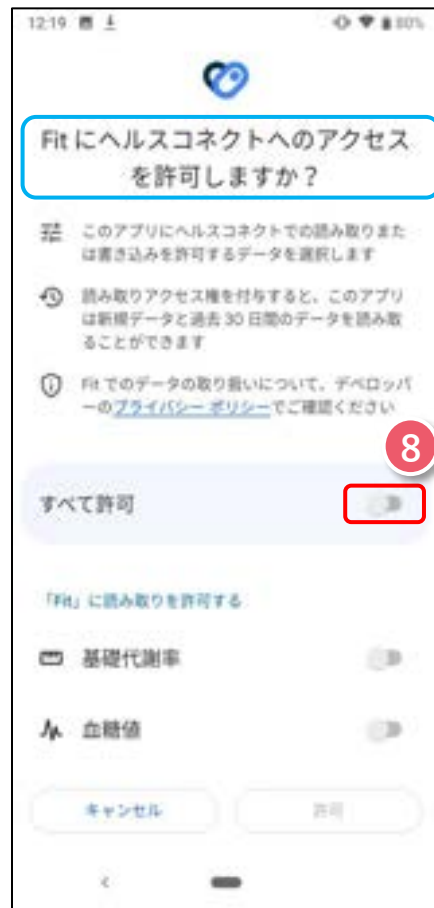 12:19
80%
Fit にヘルスコネクトへのアクセス
を許可しますか？
このアプリにヘルスコネクトでの読み取りまた
は書き込みを許可するデータを選択します
読み取りアクセス権を付与すると、このアプリ
は新規データと過去 30 日間のデータを読み取
ることができます
Fit でのデータの取り扱いについて、デベロッパ
ーのプライバシー ポリシーでご確認ください
8
すべて許可
「Fit」に読み取りを許可する
基礎代謝率
血糖値
キャンセル
許可